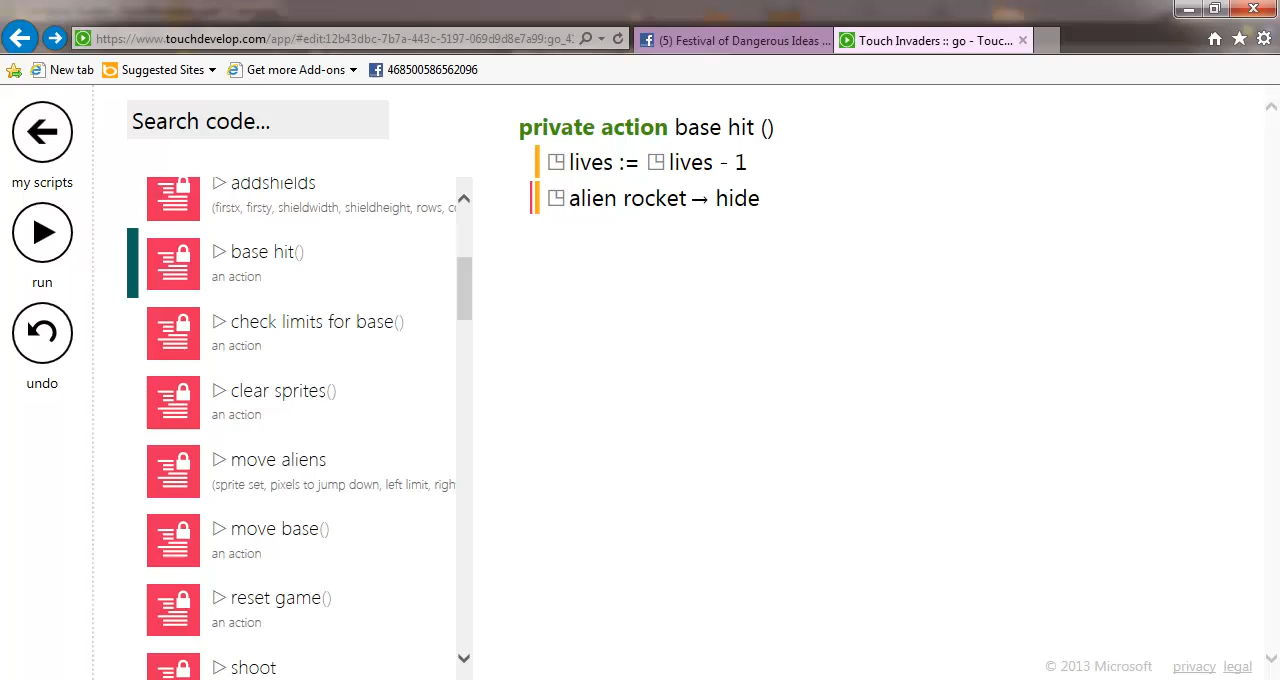 https://www.touchdevelop.com/app/#edit:12b43dbc-7b7a-443c-5197-069d9d8e7a99:go_4
(5) Festival of Dangerous Ideas ...
Touch Invaders :: go - Touc...
New tab
Suggested Sites
Get more Add-ons
468500586562096
my scripts
run
undo
Search code...
addshields
(firstx, firsty, shieldwidth, shieldheight, rows, c
base hit()
an action
check limits for base()
an action
clear sprites()
an action
move aliens
(sprite set, pixels to jump down, left limit, righ
move base()
an action
reset game()
an action
shoot
private action base hit ()
lives := lives - 1
alien rocket → hide
© 2013 Microsoft privacy legal